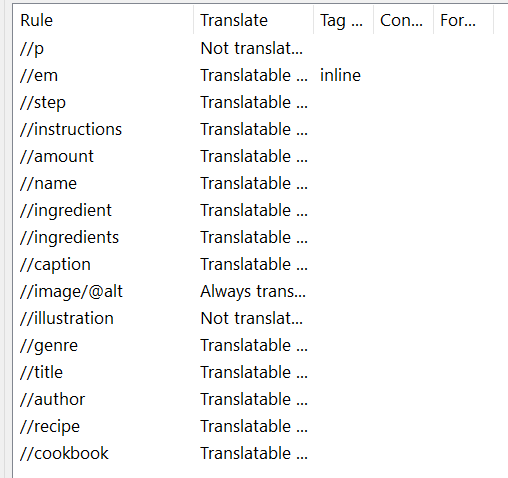 Rule Translate Tag ... Con... For...
//p Not translat...
//em Translatable ... inline
//step Translatable ...
//instructions Translatable ...
//amount Translatable ...
//name Translatable ...
//ingredient Translatable ...
//ingredients Translatable ...
//caption Translatable ...
//image/@alt Always trans...
//illustration Not translat...
//genre Translatable ...
//title Translatable ...
//author Translatable ...
//recipe Translatable ...
//cookbook Translatable ...